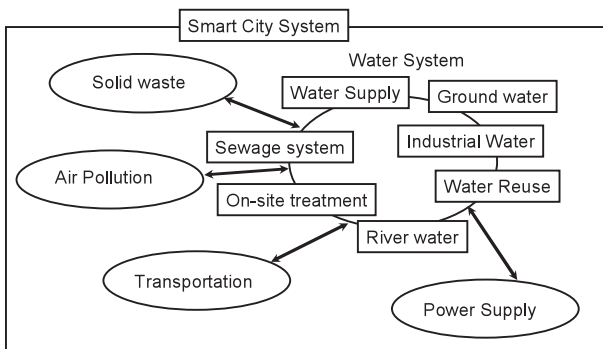 Smart City System
Water System
Solid waste
Water Supply
Ground water
Sewage system
Industrial Water
Air Pollution
On-site treatment
Water Reuse
River water
Transportation
Power Supply